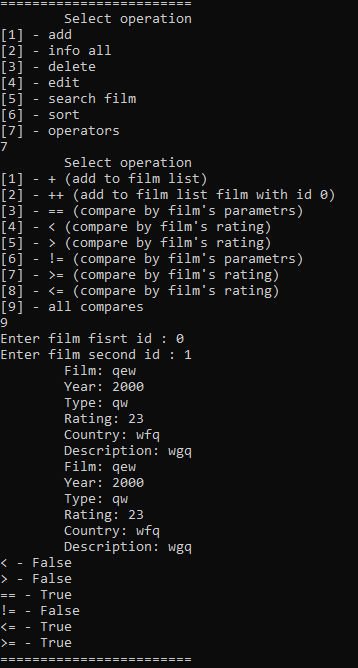 ========================
Select operation
[1] - add
[2] - info all
[3] - delete
[4] - edit
[5] - search film
[6] - sort
[7] - operators
7
Select operation
[1] - + (add to film list)
[2] - ++ (add to film list film with id 0)
[3] - == (compare by film's parametrs)
[4] - < (compare by film's rating)
[5] - > (compare by film's rating)
[6] - != (compare by film's parametrs)
[7] - >= (compare by film's rating)
[8] - <= (compare by film's rating)
[9] - all compares
9
Enter film fisrt id : 0
Enter film second id : 1
Film: qew
Year: 2000
Type: qw
Rating: 23
Country: wfq
Description: wgq
Film: qew
Year: 2000
Type: qw
Rating: 23
Country: wfq
Description: wgq
< - False
> - False
== - True
!= - False
<= - True
>= - True
========================